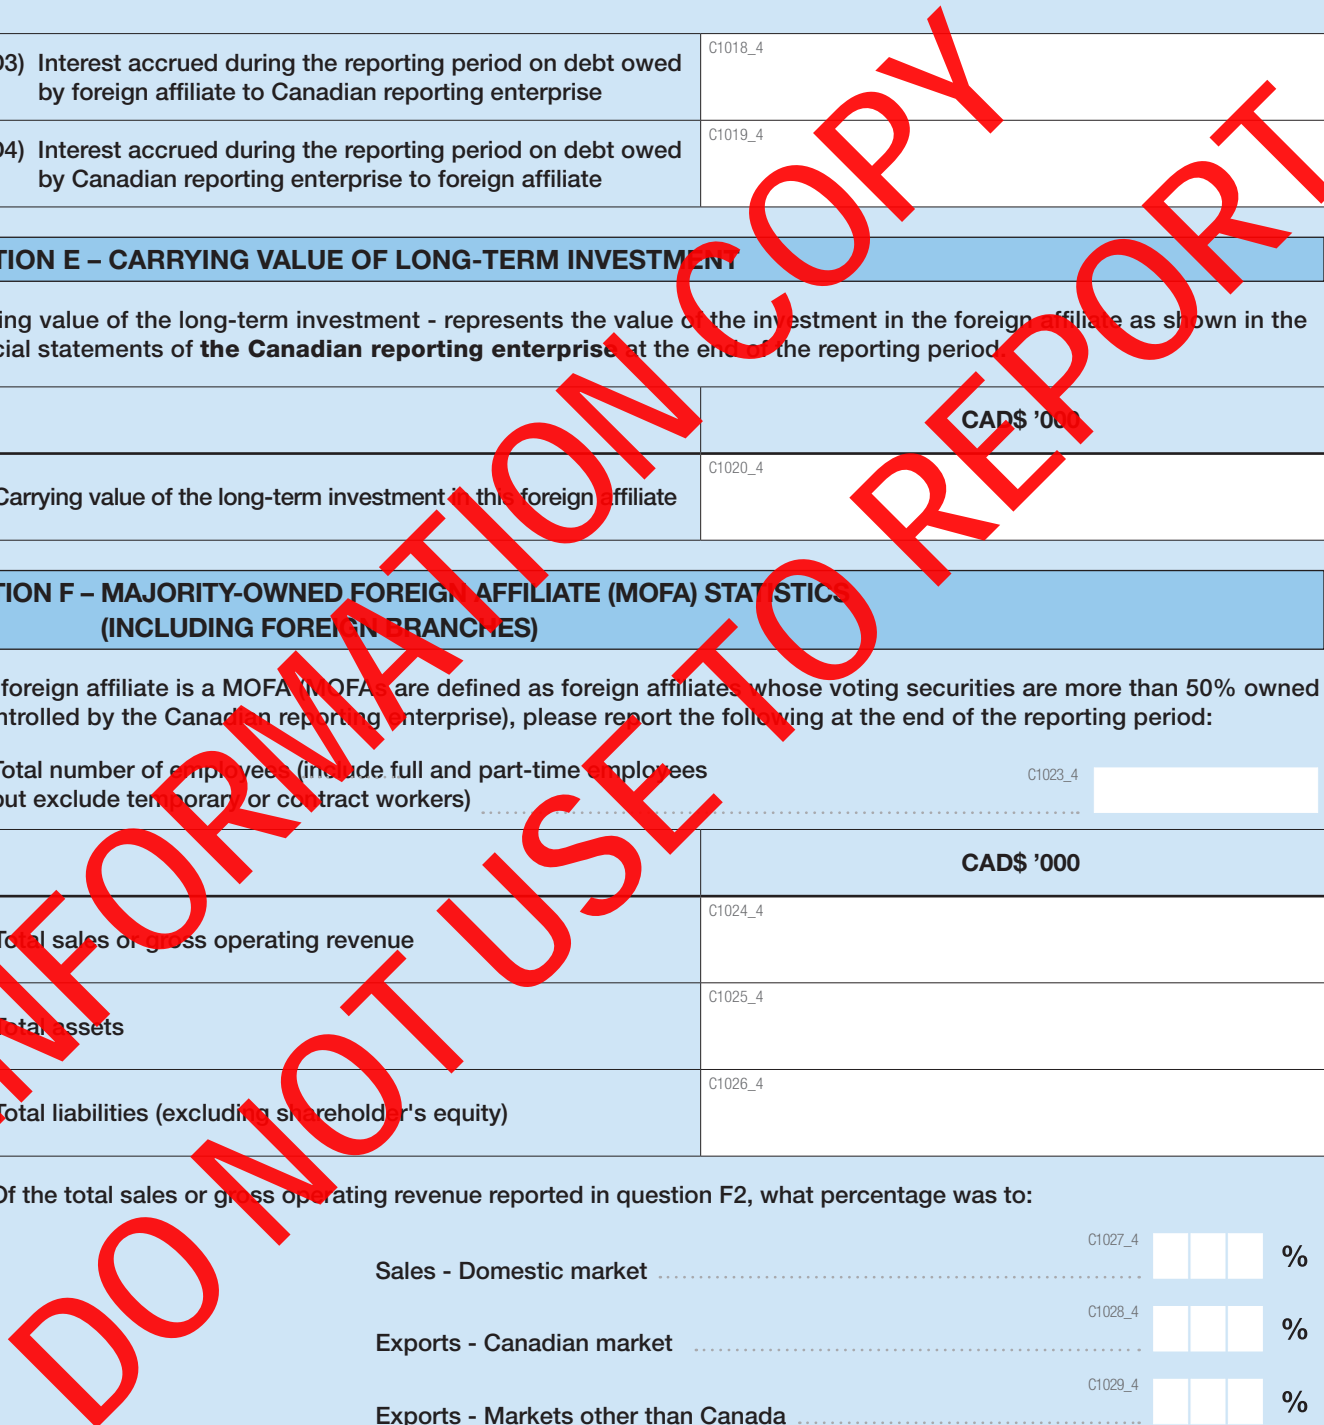 C1018_4
D3) Interest accrued during the reporting period on debt owed
by foreign affiliate to Canadian reporting enterprise
C1019_4
D4) Interest accrued during the reporting period on debt owed
by Canadian reporting enterprise to foreign affiliate
TION E – CARRYING VALUE OF LONG-TERM INVESTMENT
ing value of the long-term investment - represents the value of the investment in the foreign affiliate as shown in the
cial statements of the Canadian reporting enterprise at the end of the reporting period.
CAD$ ’000
C1020_4
Carrying value of the long-term investment in this foreign affiliate
TION F – MAJORITY-OWNED FOREIGN AFFILIATE (MOFA) STATISTICS
(INCLUDING FOREIGN BRANCHES)
foreign affiliate is a MOFA (MOFAs are defined as foreign affiliates whose voting securities are more than 50% owned
ntrolled by the Canadian reporting enterprise), please report the following at the end of the reporting period:
Total number of employees (include full and part-time employees
but exclude temporary or contract workers)
C1023_4
CAD$ ’000
C1024_4
Total sales or gross operating revenue
C1025_4
Total assets
C1026_4
Total liabilities (excluding shareholder's equity)
Of the total sales or gross operating revenue reported in question F2, what percentage was to:
C1027_4
Sales - Domestic market %
C1028_4
Exports - Canadian market %
C1029_4
Exports - Markets other than Canada %
INFORMATION COPY
DO NOT USE TO REPORT